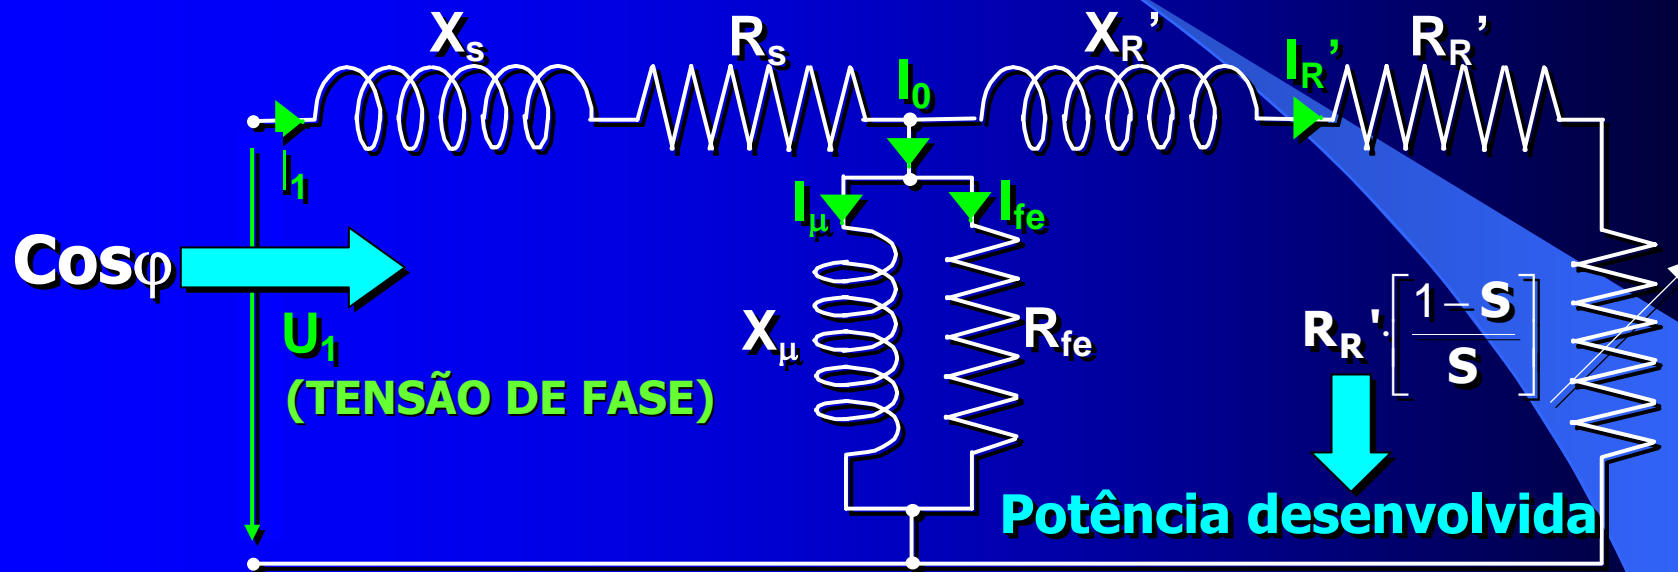 Xs
Rs
I0
XR’
IR’
RR’
I1
Iμ
Ife
Cosφ
U1
(TENSÃO DE FASE)
Xμ
Rfe
RR'·[(1 – S)/S]
Potência desenvolvida